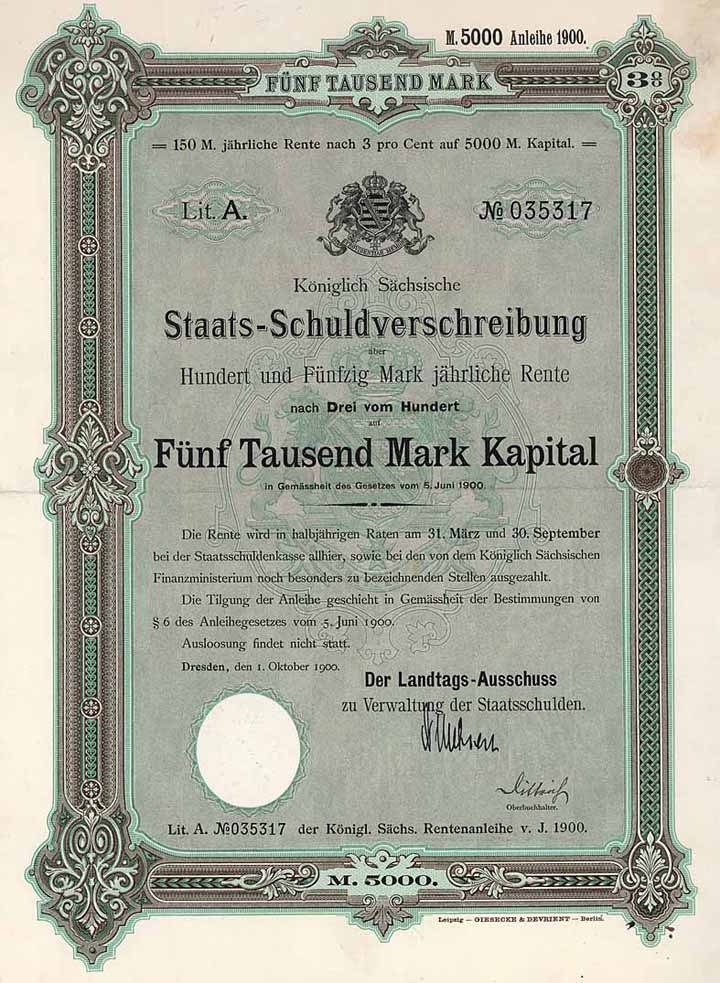 M. 5000 Anleihe 1900.
FÜNF TAUSEND MARK
3%
= 150 M. jährliche Rente nach 3 pro Cent auf 5000 M. Kapital. =
Lit. A.
№ 035317
PROVIDENTIAE MEMOR
Königlich Sächsische
Staats-Schuldverschreibung
über
Hundert und Fünfzig Mark jährliche Rente
nach Drei vom Hundert
auf
Fünf Tausend Mark Kapital
in Gemässheit des Gesetzes vom 5. Juni 1900.
Die Rente wird in halbjährigen Raten am 31. März und 30. September
bei der Staatsschuldenkasse allhier, sowie bei den von dem Königlich Sächsischen
Finanzministerium noch besonders zu bezeichnenden Stellen ausgezahlt.
Die Tilgung der Anleihe geschieht in Gemässheit der Bestimmungen von
§ 6 des Anleihegesetzes vom 5. Juni 1900.
Ausloosung findet nicht statt.
Dresden, den 1. Oktober 1900.
Der Landtags-Ausschuss
zu Verwaltung der Staatsschulden.
Dittrich
Oberbuchhalter.
Lit. A. №035317 der Königl. Sächs. Rentenanleihe v. J. 1900.
M. 5000.
Leipzig — GIESECKE & DEVRIENT — Berlin.